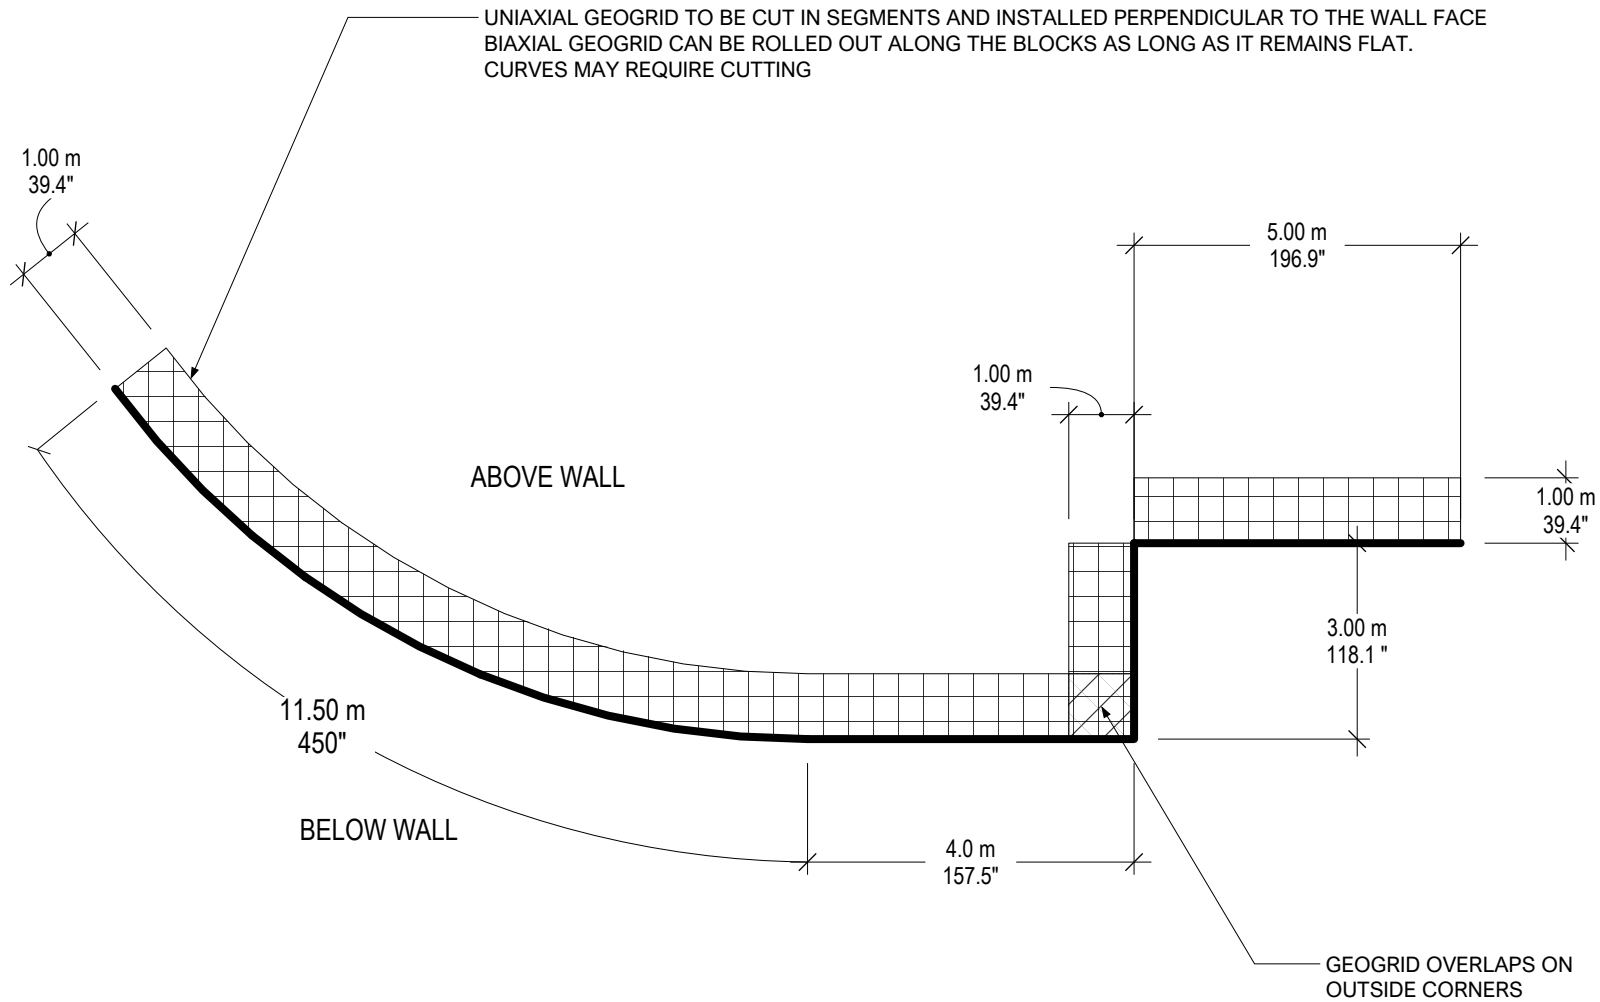 UNIAXIAL GEOGRID TO BE CUT IN SEGMENTS AND INSTALLED PERPENDICULAR TO THE WALL FACE
BIAXIAL GEOGRID CAN BE ROLLED OUT ALONG THE BLOCKS AS LONG AS IT REMAINS FLAT.
CURVES MAY REQUIRE CUTTING
1.00 m
39.4"
5.00 m
196.9"
1.00 m
39.4"
ABOVE WALL
1.00 m
39.4"
3.00 m
118.1 "
11.50 m
450"
BELOW WALL
4.0 m
157.5"
GEOGRID OVERLAPS ON
OUTSIDE CORNERS